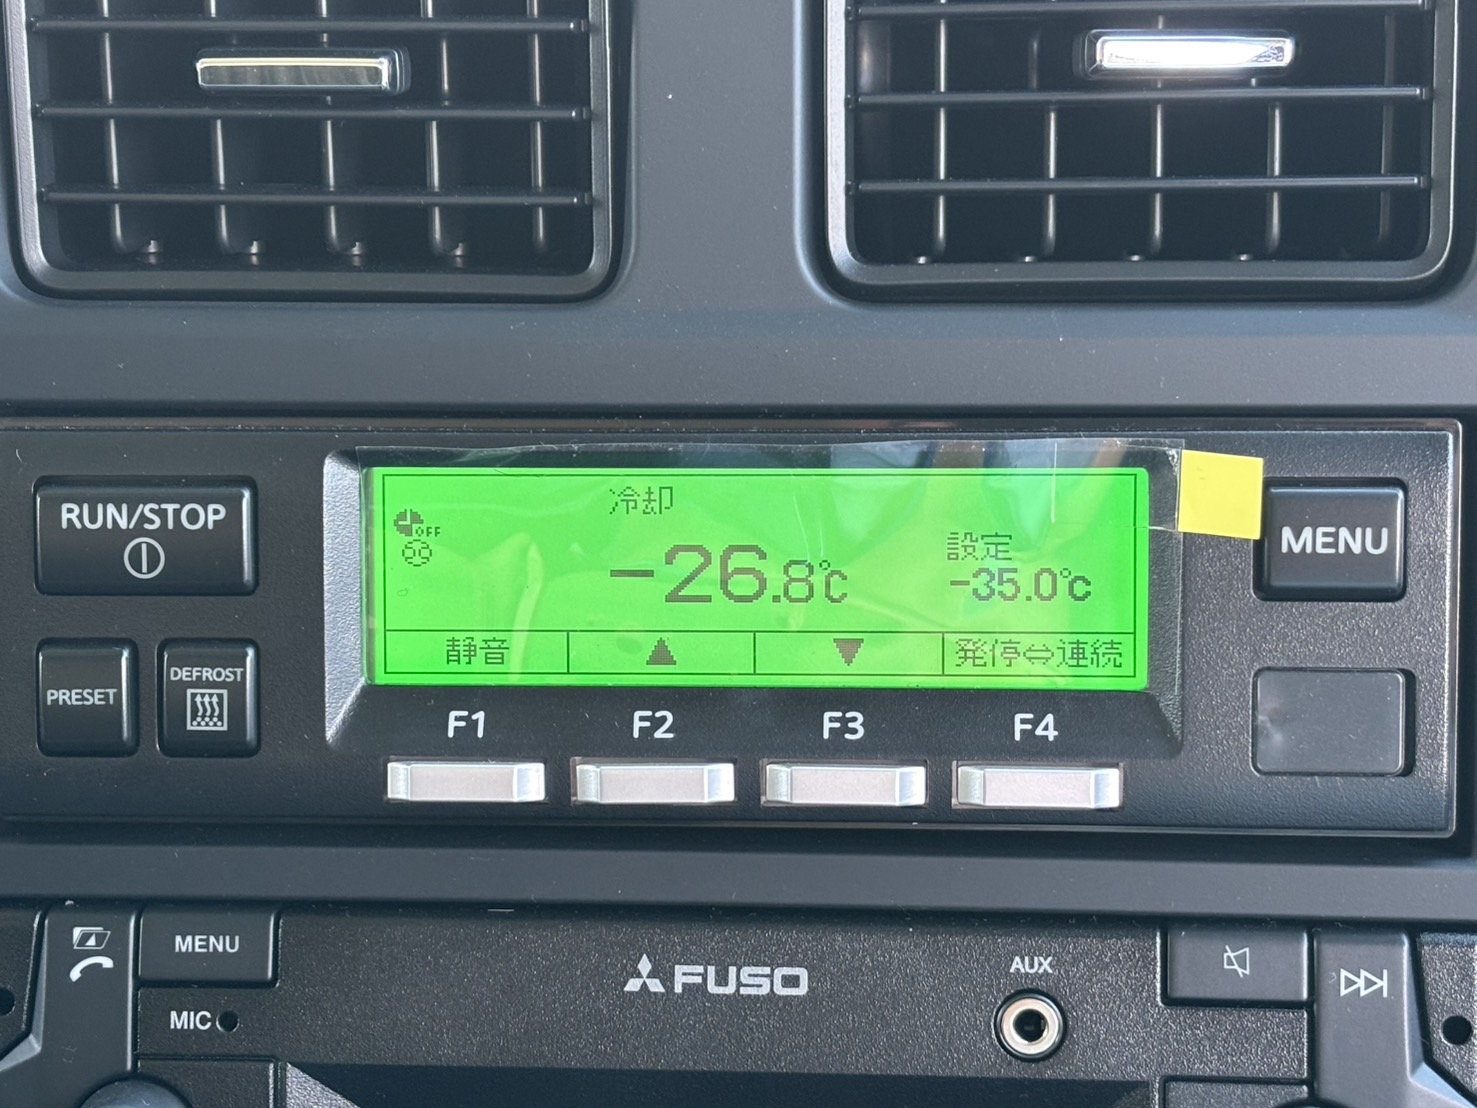 RUN/STOP
冷却
OFF
-26.8℃
設定
-35.0℃
MENU
静音 ▲ ▼ 発停⇔連続
PRESET
DEFROST
F1 F2 F3 F4
MENU
MIC
FUSO
AUX